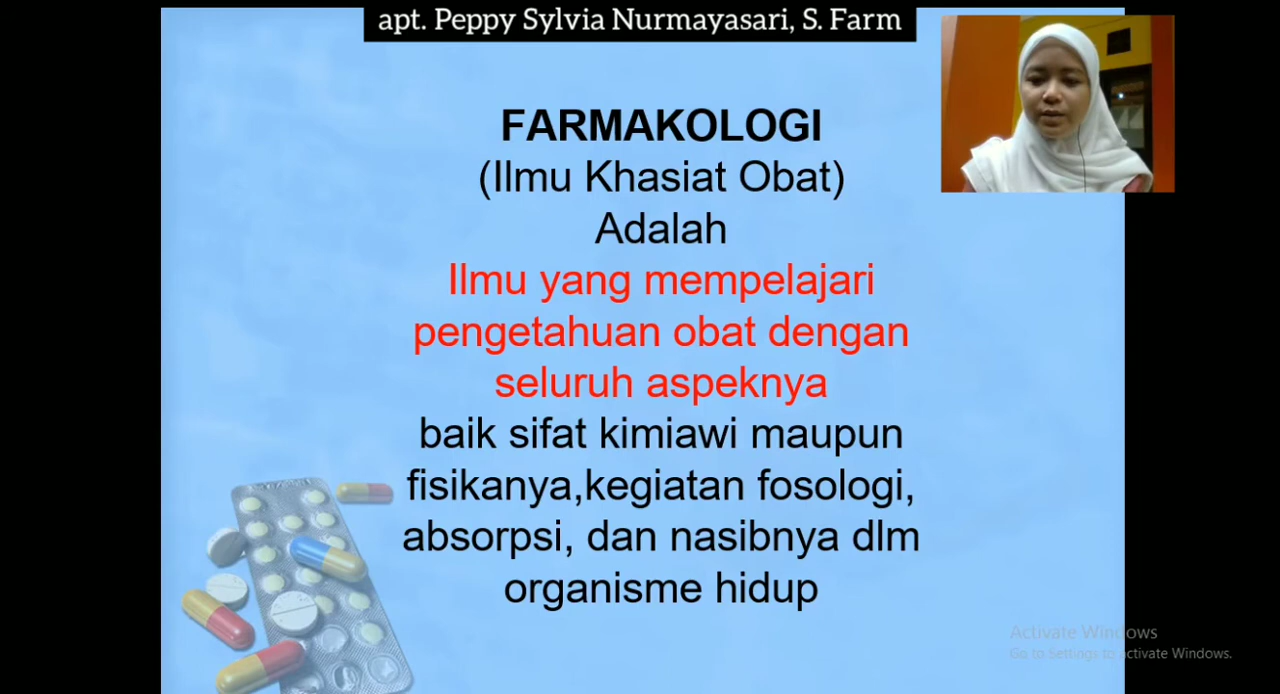 apt. Peppy Sylvia Nurmayasari, S. Farm
FARMAKOLOGI
(Ilmu Khasiat Obat)
Adalah
Ilmu yang mempelajari
pengetahuan obat dengan
seluruh aspeknya
baik sifat kimiawi maupun
fisikanya,kegiatan fosologi,
absorpsi, dan nasibnya dlm
organisme hidup
Activate Windows
Go to Settings to activate Windows.